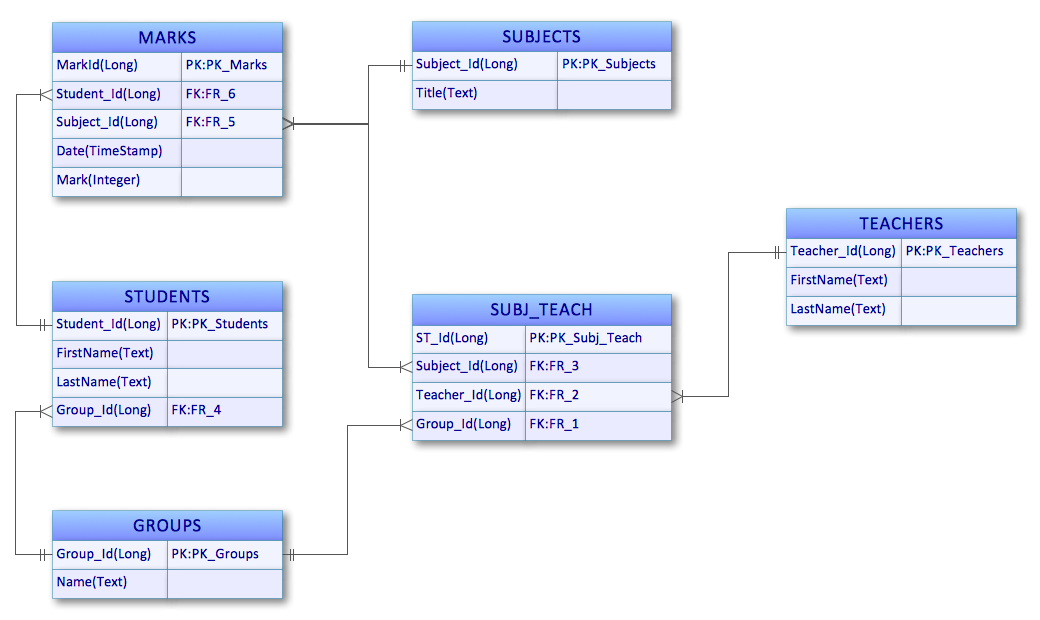 MARKS
MarkId(Long) PK:PK_Marks
Student_Id(Long) FK:FR_6
Subject_Id(Long) FK:FR_5
Date(TimeStamp)
Mark(Integer)
SUBJECTS
Subject_Id(Long) PK:PK_Subjects
Title(Text)
TEACHERS
Teacher_Id(Long) PK:PK_Teachers
FirstName(Text)
LastName(Text)
STUDENTS
Student_Id(Long) PK:PK_Students
FirstName(Text)
LastName(Text)
Group_Id(Long) FK:FR_4
SUBJ_TEACH
ST_Id(Long) PK:PK_Subj_Teach
Subject_Id(Long) FK:FR_3
Teacher_Id(Long) FK:FR_2
Group_Id(Long) FK:FR_1
GROUPS
Group_Id(Long) PK:PK_Groups
Name(Text)